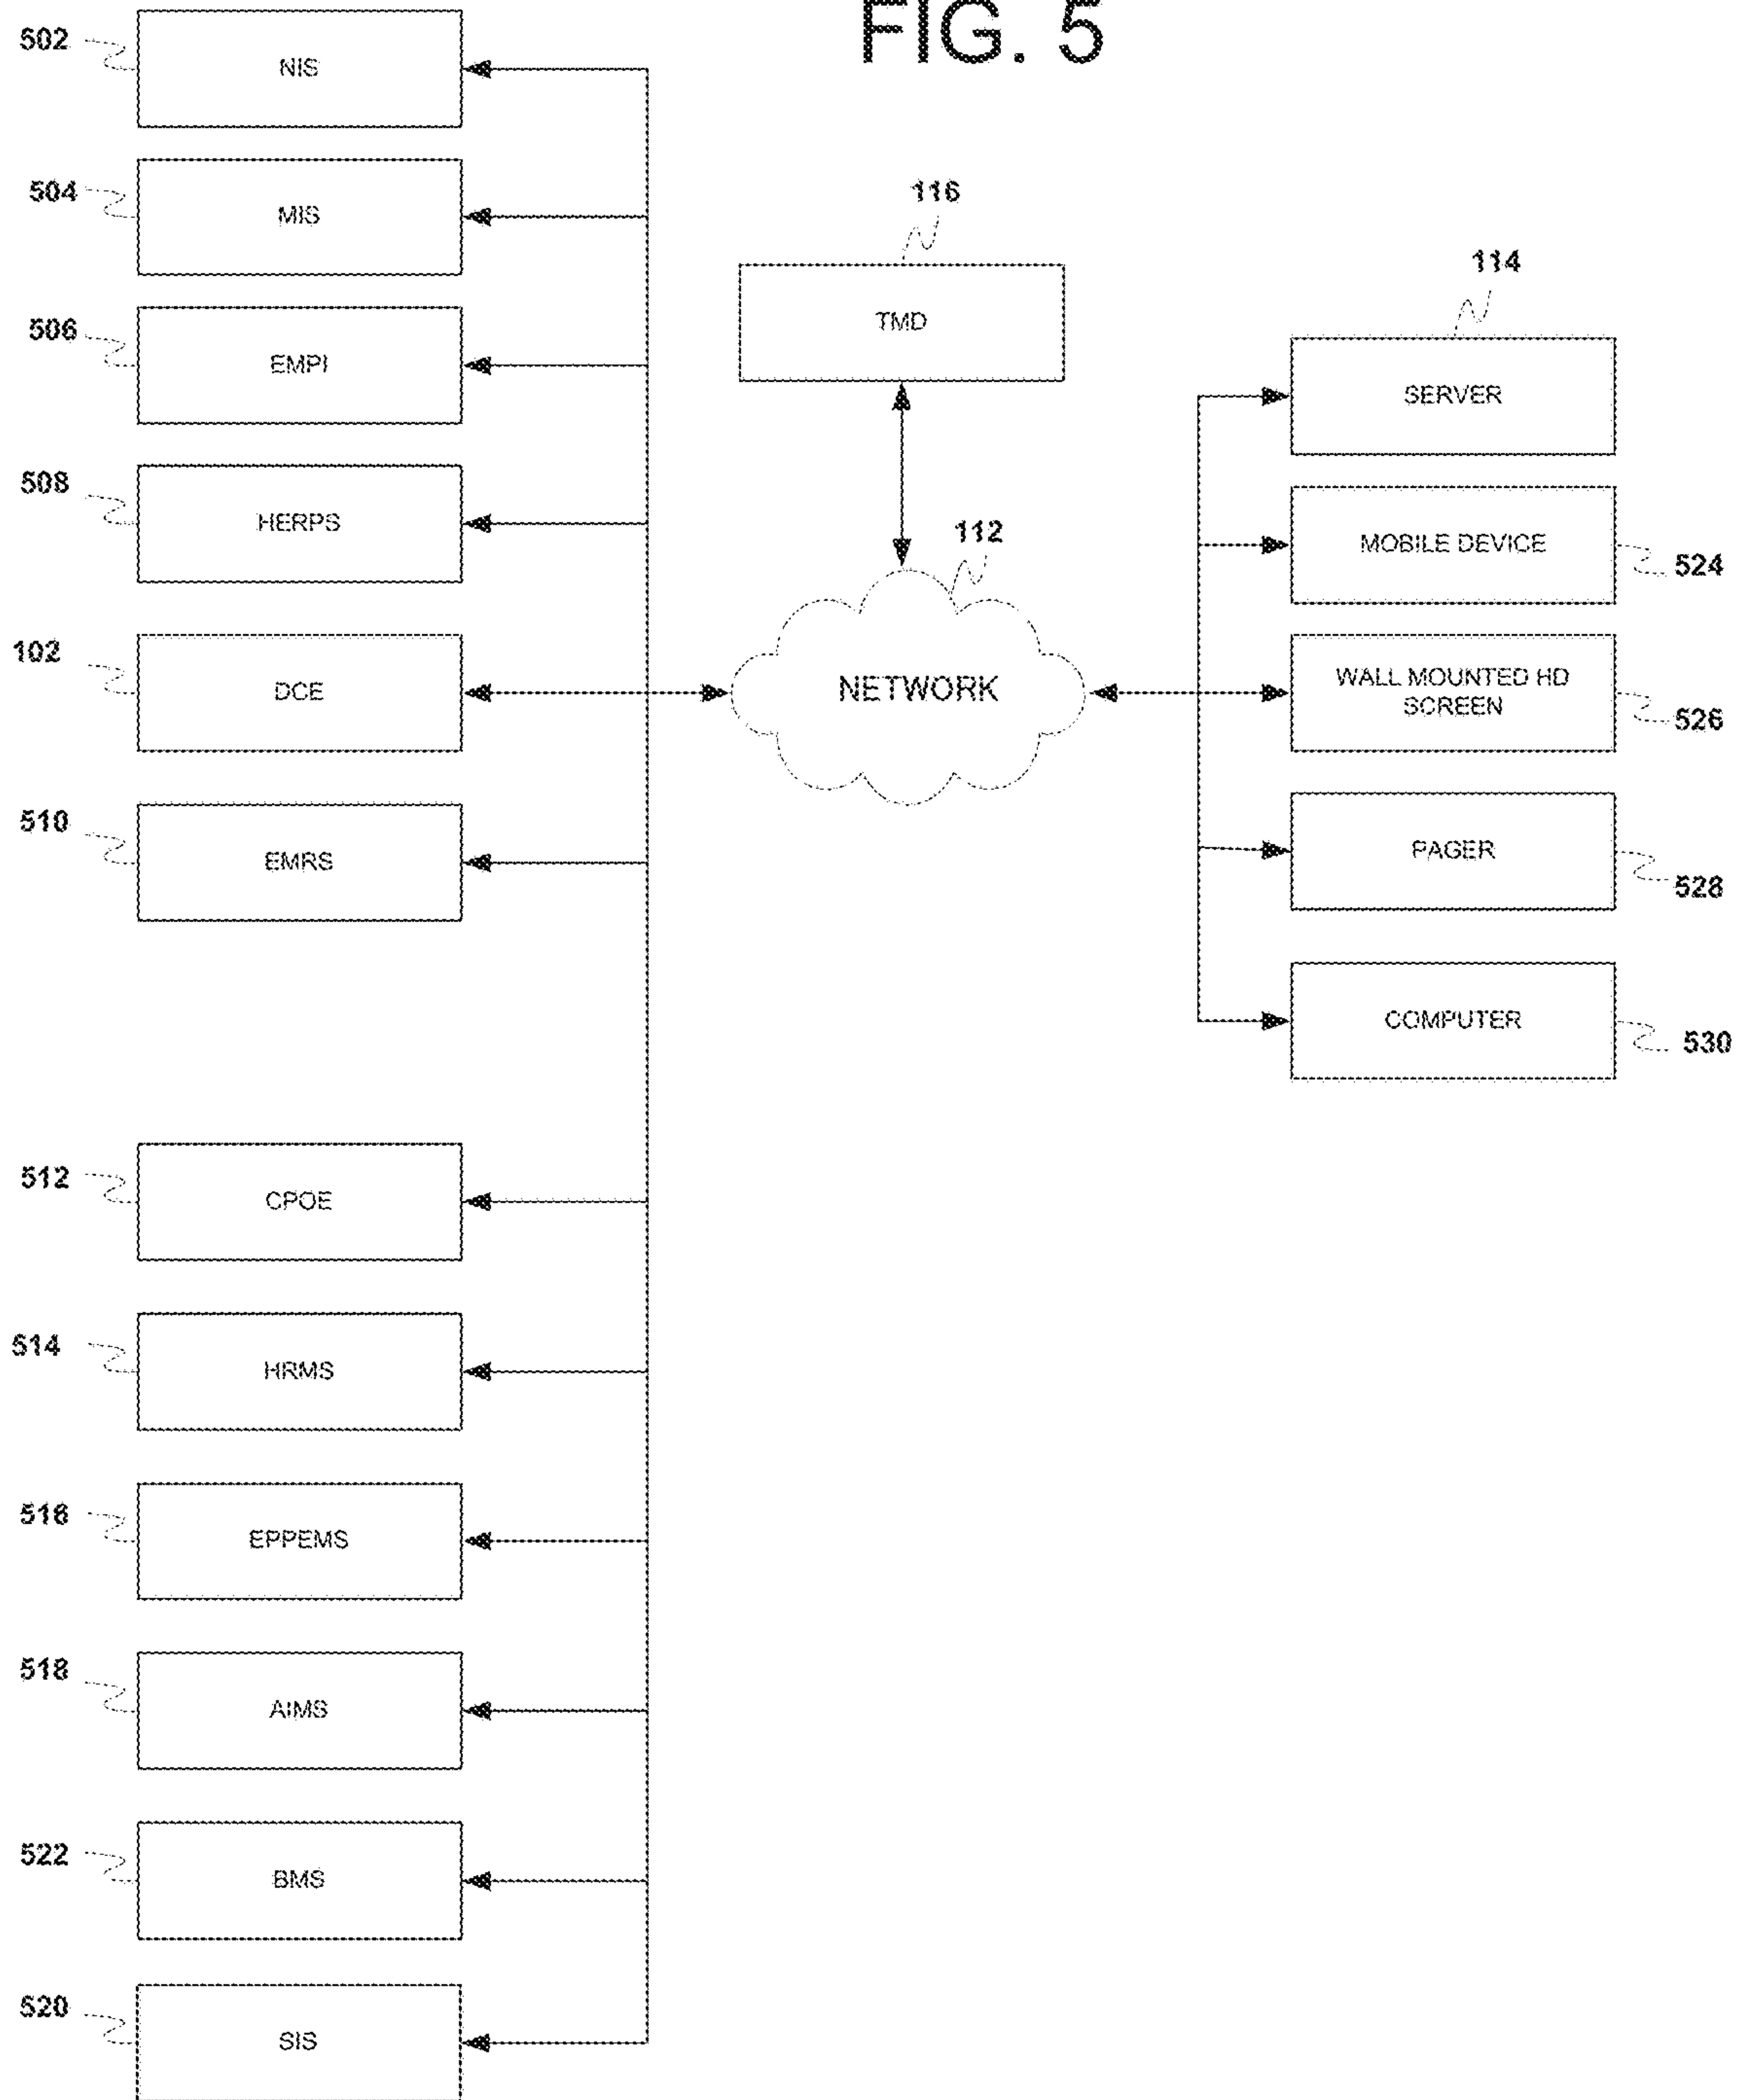 FIG. 5
502
NIS
504
MIS
506
EMPI
508
HERPS
102
DCE
510
EMRS
512
CPOE
514
HRMS
516
EPPEMS
518
AIMS
522
BMS
520
SIS
116
TMD
112
NETWORK
114
SERVER
MOBILE DEVICE
524
WALL MOUNTED HD
SCREEN
526
PAGER
528
COMPUTER
530